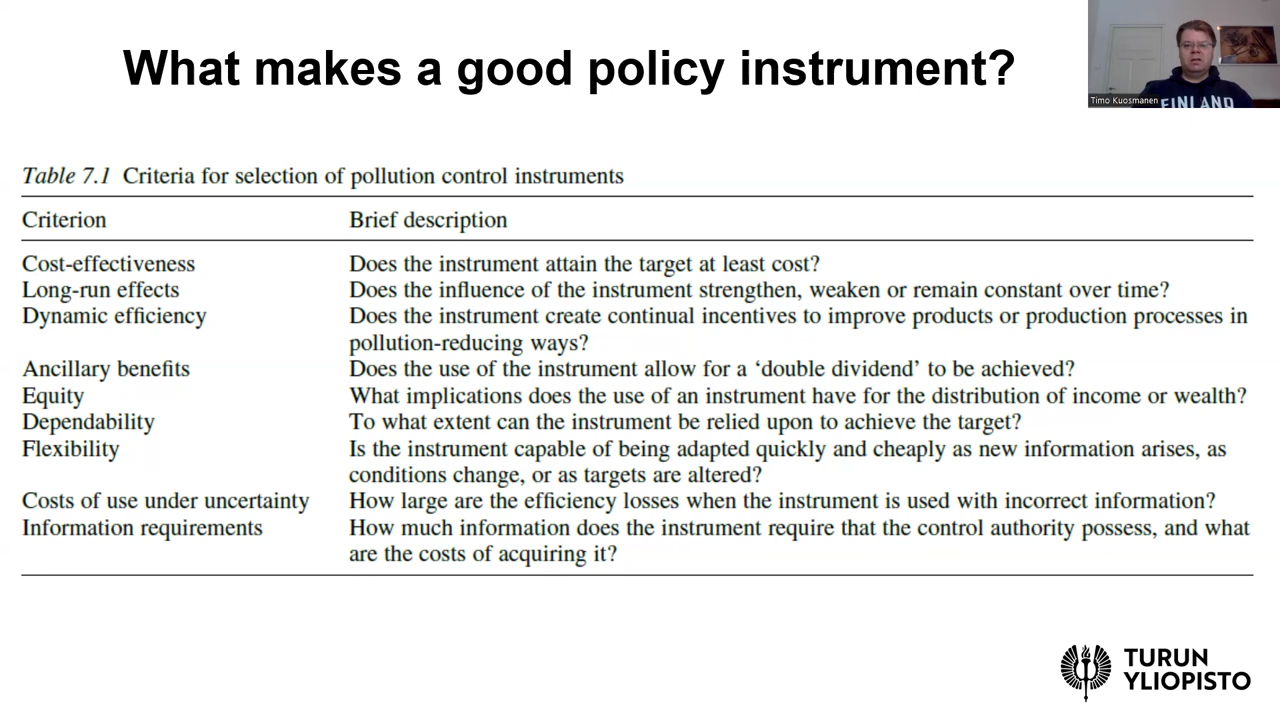 What makes a good policy instrument?
Timo Kuosmanen
FINLAND
Table 7.1 Criteria for selection of pollution control instruments
Criterion Brief description
Cost-effectiveness Does the instrument attain the target at least cost?
Long-run effects Does the influence of the instrument strengthen, weaken or remain constant over time?
Dynamic efficiency Does the instrument create continual incentives to improve products or production processes in
pollution-reducing ways?
Ancillary benefits Does the use of the instrument allow for a ‘double dividend’ to be achieved?
Equity What implications does the use of an instrument have for the distribution of income or wealth?
Dependability To what extent can the instrument be relied upon to achieve the target?
Flexibility Is the instrument capable of being adapted quickly and cheaply as new information arises, as
conditions change, or as targets are altered?
Costs of use under uncertainty How large are the efficiency losses when the instrument is used with incorrect information?
Information requirements How much information does the instrument require that the control authority possess, and what
are the costs of acquiring it?
TURUN
YLIOPISTO